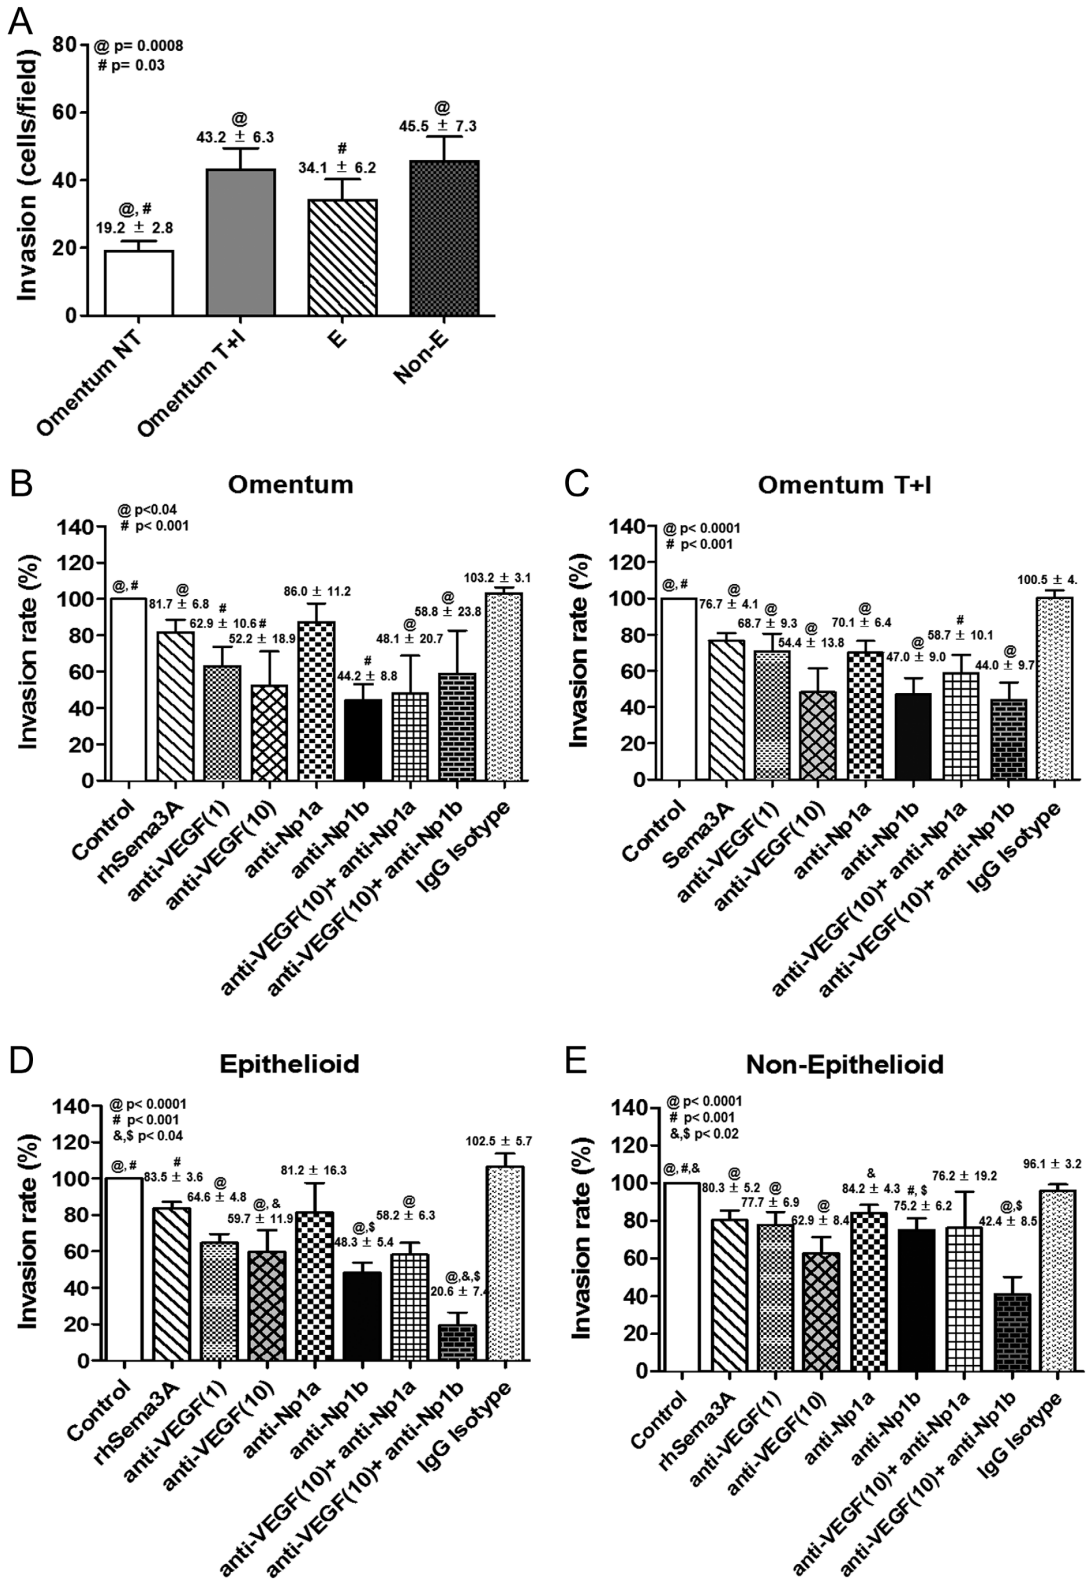 A
@ p= 0.0008
# p= 0.03
Invasion (cells/field)
80
60
40
20
0
@, #
19.2 ± 2.8
@
43.2 ± 6.3
#
34.1 ± 6.2
@
45.5 ± 7.3
Omentum NT
Omentum T+I
E
Non-E
B
Omentum
@ p<0.04
# p< 0.001
Invasion rate (%)
140
120
100
80
60
40
20
0
@, #
@
81.7 ± 6.8
#
62.9 ± 10.6
#
52.2 ± 18.9
86.0 ± 11.2
#
44.2 ± 8.8
@
48.1 ± 20.7
@
58.8 ± 23.8
103.2 ± 3.1
Control
rhSema3A
anti-VEGF(1)
anti-VEGF(10)
anti-Np1a
anti-Np1b
anti-VEGF(10)+ anti-Np1a
anti-VEGF(10)+ anti-Np1b
IgG Isotype
C
Omentum T+I
@ p< 0.0001
# p< 0.001
Invasion rate (%)
140
120
100
80
60
40
20
0
@, #
@
76.7 ± 4.1
@
68.7 ± 9.3
@
54.4 ± 13.8
@
70.1 ± 6.4
@
47.0 ± 9.0
#
58.7 ± 10.1
@
44.0 ± 9.7
100.5 ± 4.
Control
Sema3A
anti-VEGF(1)
anti-VEGF(10)
anti-Np1a
anti-Np1b
anti-VEGF(10)+ anti-Np1a
anti-VEGF(10)+ anti-Np1b
IgG Isotype
D
Epithelioid
@ p< 0.0001
# p< 0.001
&,$ p< 0.04
Invasion rate (%)
140
120
100
80
60
40
20
0
@, #
#
83.5 ± 3.6
@
64.6 ± 4.8
@, &
59.7 ± 11.9
81.2 ± 16.3
@,$
48.3 ± 5.4
@
58.2 ± 6.3
@,&,$
20.6 ± 7.4
102.5 ± 5.7
Control
rhSema3A
anti-VEGF(1)
anti-VEGF(10)
anti-Np1a
anti-Np1b
anti-VEGF(10)+ anti-Np1a
anti-VEGF(10)+ anti-Np1b
IgG Isotype
E
Non-Epithelioid
@ p< 0.0001
# p< 0.001
&,$ p< 0.02
Invasion rate (%)
140
120
100
80
60
40
20
0
@, #,&
@
80.3 ± 5.2
@
77.7 ± 6.9
@
62.9 ± 8.4
&
84.2 ± 4.3
#,$
75.2 ± 6.2
76.2 ± 19.2
@,$
42.4 ± 8.5
96.1 ± 3.2
Control
rhSema3A
anti-VEGF(1)
anti-VEGF(10)
anti-Np1a
anti-Np1b
anti-VEGF(10)+ anti-Np1a
anti-VEGF(10)+ anti-Np1b
IgG Isotype